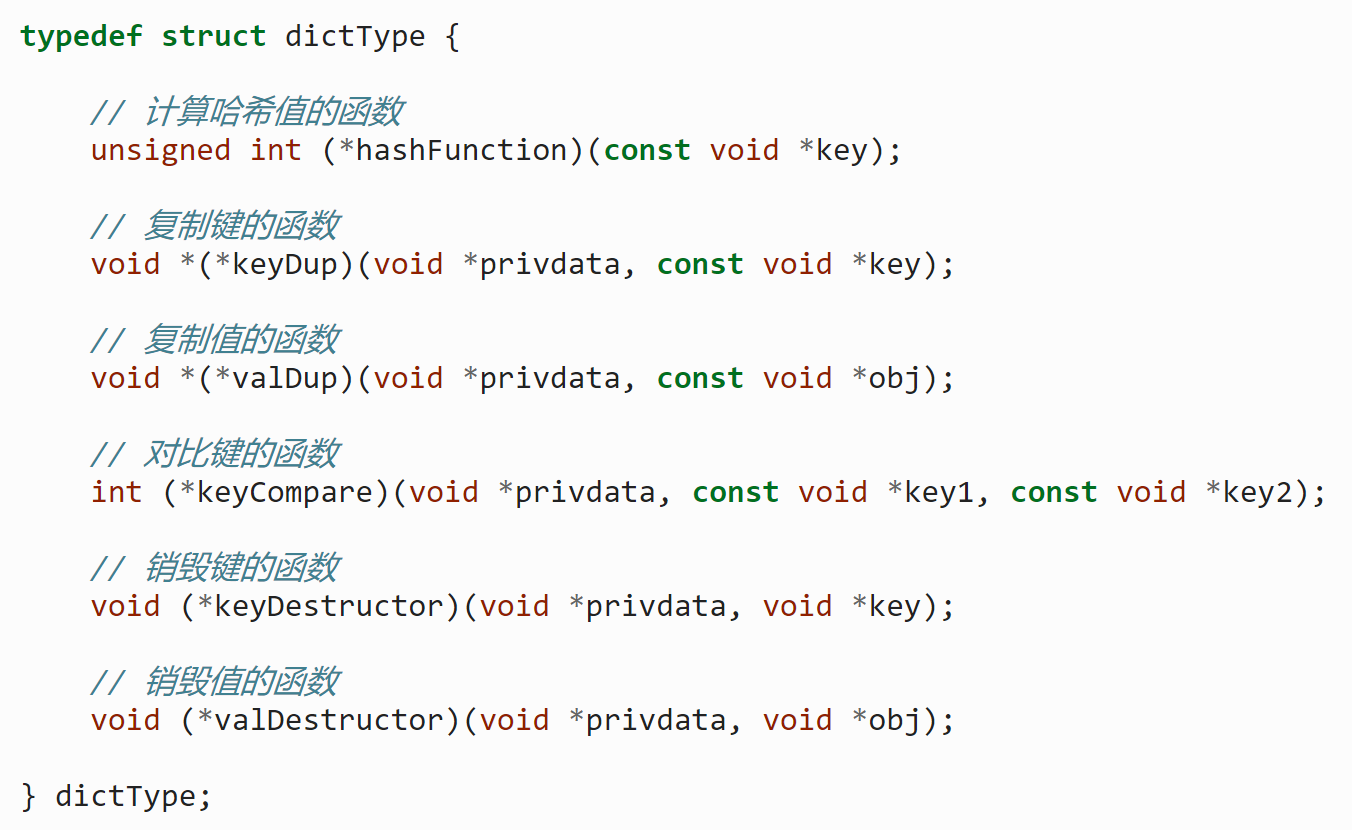 typedef struct dictType {
// 计算哈希值的函数
unsigned int (*hashFunction)(const void *key);
// 复制键的函数
void *(*keyDup)(void *privdata, const void *key);
// 复制值的函数
void *(*valDup)(void *privdata, const void *obj);
// 对比键的函数
int (*keyCompare)(void *privdata, const void *key1, const void *key2);
// 销毁键的函数
void (*keyDestructor)(void *privdata, void *key);
// 销毁值的函数
void (*valDestructor)(void *privdata, void *obj);
} dictType;